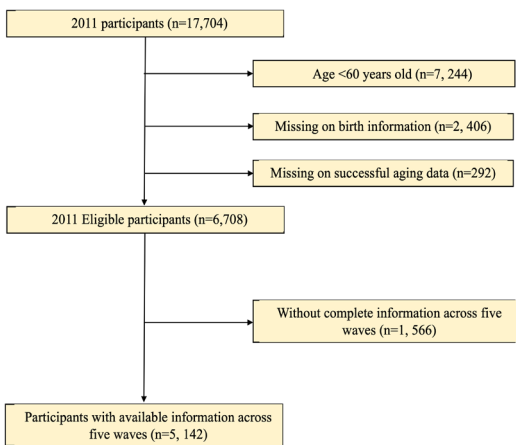 2011 participants (n=17,704)
Age <60 years old (n=7, 244)
Missing on birth information (n=2, 406)
Missing on successful aging data (n=292)
2011 Eligible participants (n=6,708)
Without complete information across five
waves (n=1, 566)
Participants with available information across
five waves (n=5, 142)